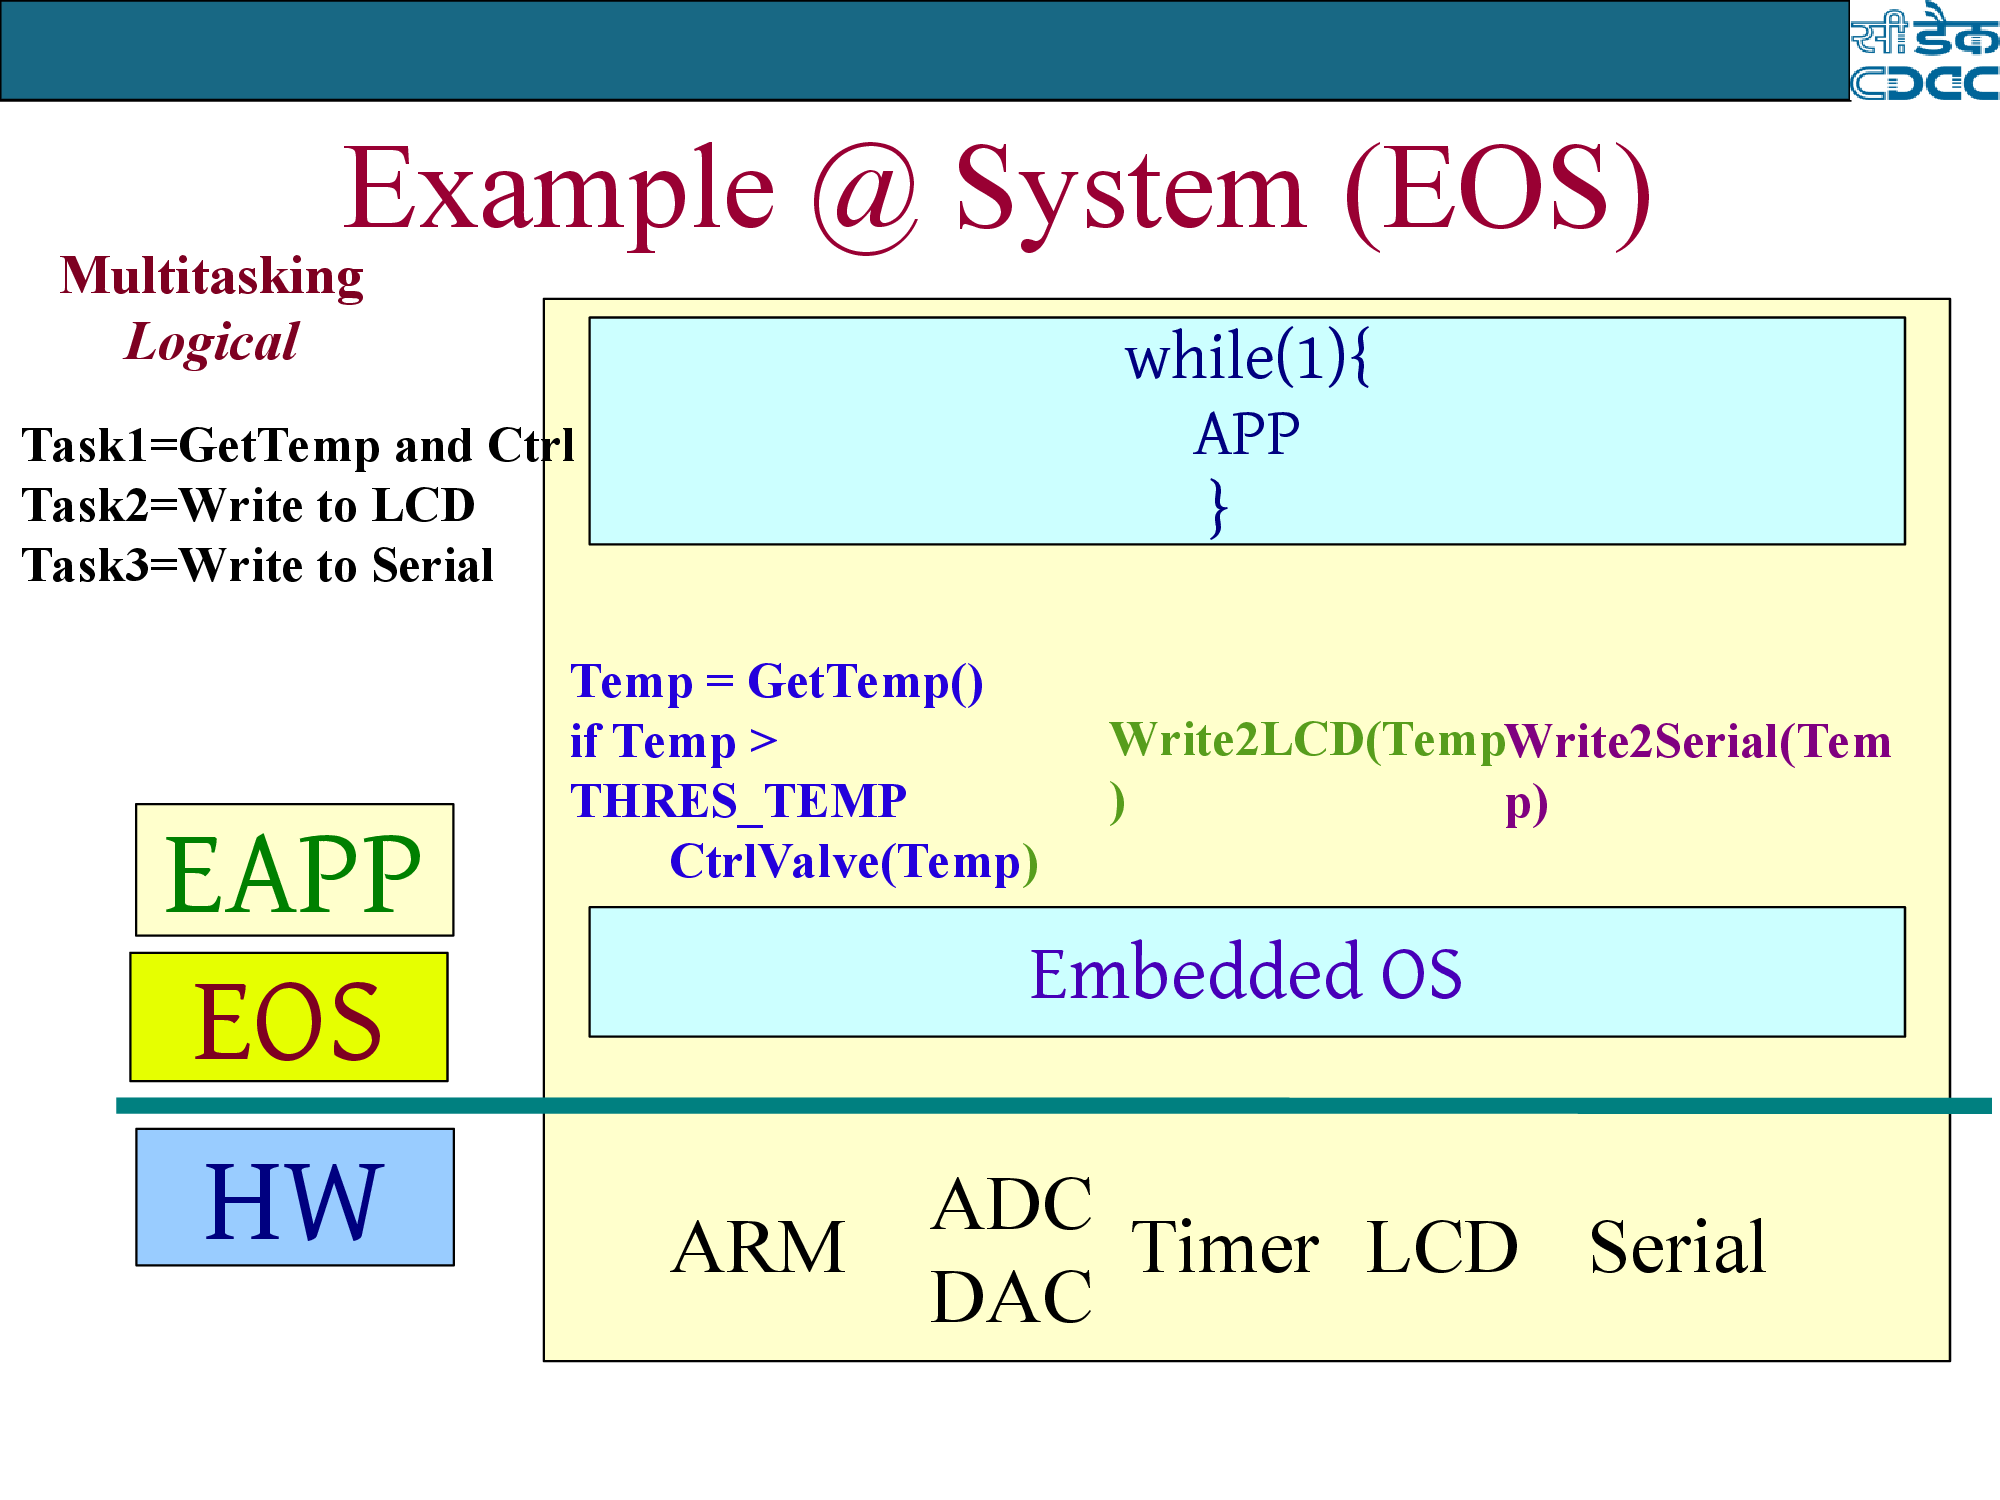 सी डैक
CDAC
Example @ System (EOS)
Multitasking
Logical
Task1=GetTemp and Ctrl
Task2=Write to LCD
Task3=Write to Serial
while(1){
APP
}
Temp = GetTemp()
if Temp >
THRES_TEMP
CtrlValve(Temp)
Write2LCD(Temp
)
Write2Serial(Tem
p)
EAPP
EOS
Embedded OS
HW
ARM
ADC
DAC
Timer
LCD
Serial